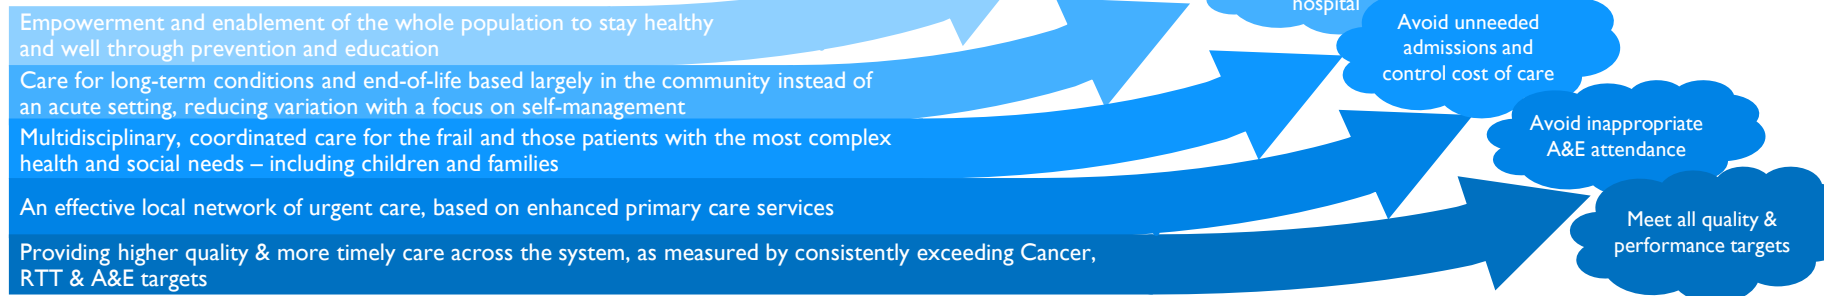 Empowerment and enablement of the whole population to stay healthy
and well through prevention and education
Care for long-term conditions and end-of-life based largely in the community instead of
an acute setting, reducing variation with a focus on self-management
Multidisciplinary, coordinated care for the frail and those patients with the most complex
health and social needs – including children and families
An effective local network of urgent care, based on enhanced primary care services
Providing higher quality & more timely care across the system, as measured by consistently exceeding Cancer,
RTT & A&E targets
hospital
Avoid unneeded
admissions and
control cost of care
Avoid inappropriate
A&E attendance
Meet all quality &
performance targets